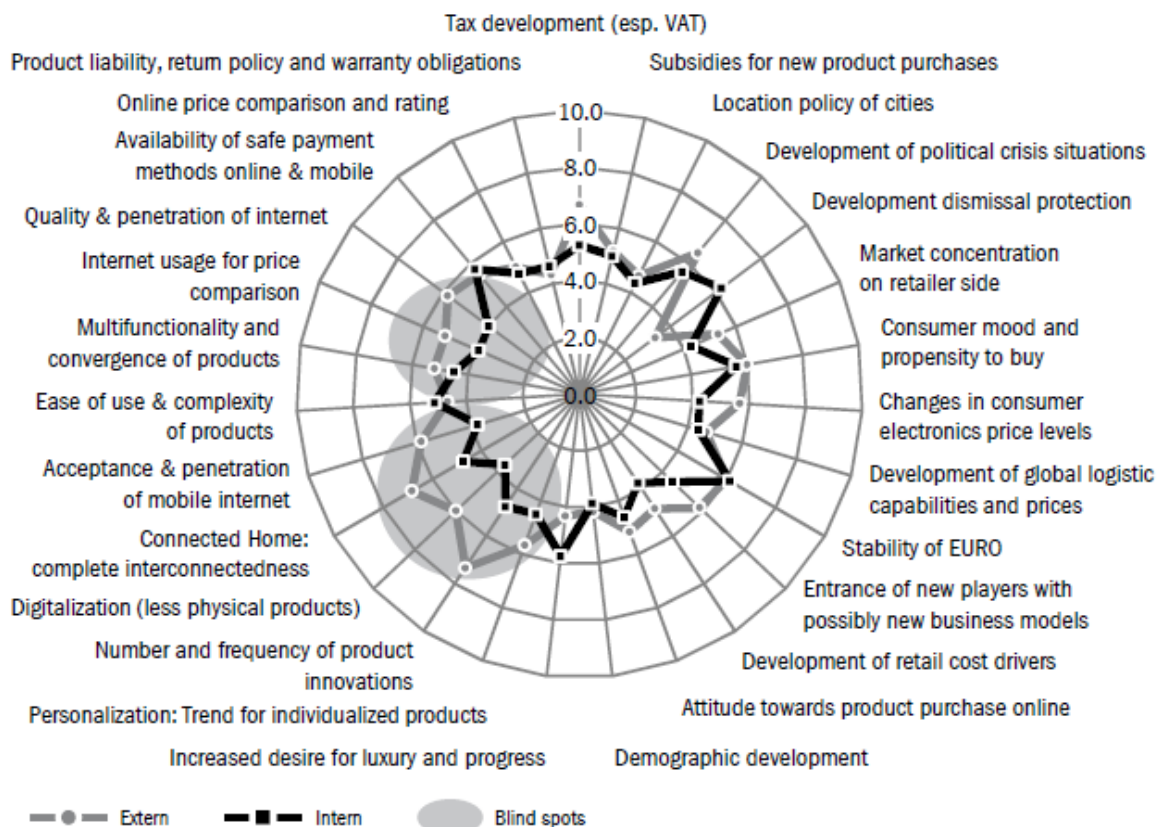 Tax development (esp. VAT)
Product liability, return policy and warranty obligations
Subsidies for new product purchases
Online price comparison and rating
Location policy of cities
10.0
Availability of safe payment
methods online & mobile
Development of political crisis situations
8.0
Quality & penetration of internet
Development dismissal protection
6.0
Internet usage for price
comparison
Market concentration
on retailer side
4.0
Multifunctionality and
convergence of products
Consumer mood and
propensity to buy
2.0
Ease of use & complexity
of products
Changes in consumer
electronics price levels
0.0
Acceptance & penetration
of mobile internet
Development of global logistic
capabilities and prices
Connected Home:
complete interconnectedness
Stability of EURO
Digitalization (less physical products)
Entrance of new players with
possibly new business models
Number and frequency of product
innovations
Development of retail cost drivers
Personalization: Trend for individualized products
Attitude towards product purchase online
Increased desire for luxury and progress
Demographic development
Extern
Intern
Blind spots